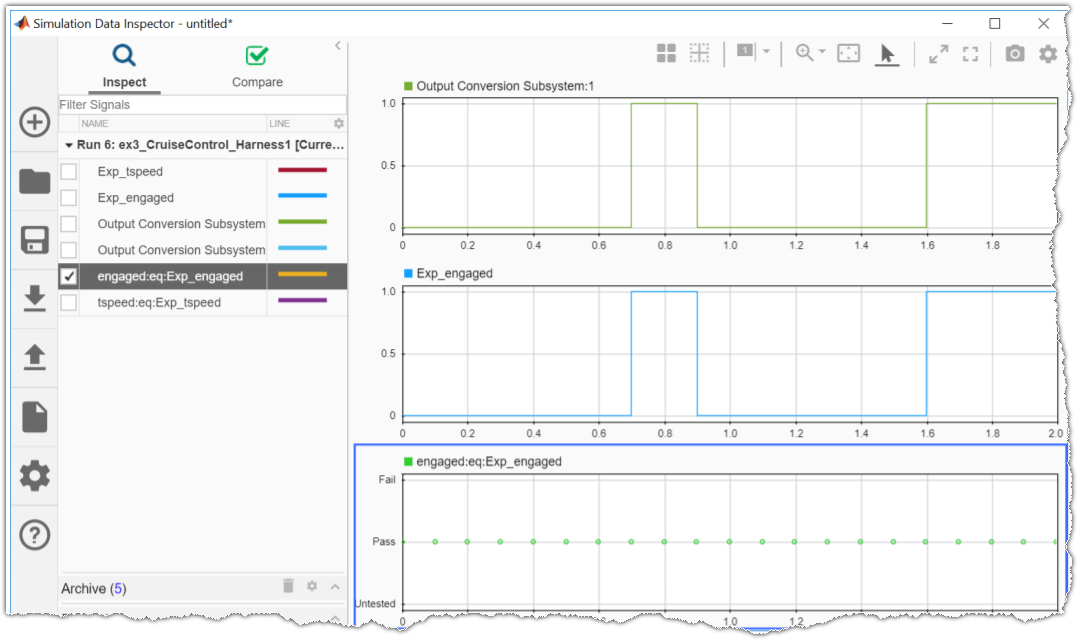 Simulation Data Inspector - untitled*
Inspect
Compare
Filter Signals
NAME
LINE
Run 6: ex3_CruiseControl_Harness1 [Curre...
Exp_tspeed
Exp_engaged
Output Conversion Subsystem
Output Conversion Subsystem
engaged:eq:Exp_engaged
tspeed:eq:Exp_tspeed
Archive (5)
1
Output Conversion Subsystem:1
1.0
0.5
0
0 0.2 0.4 0.6 0.8 1.0 1.2 1.4 1.6 1.8 2.
Exp_engaged
1.0
0.5
0
0 0.2 0.4 0.6 0.8 1.0 1.2 1.4 1.6 1.8 2.0
engaged:eq:Exp_engaged
Fail
Pass
Untested
0 1.0 1.2